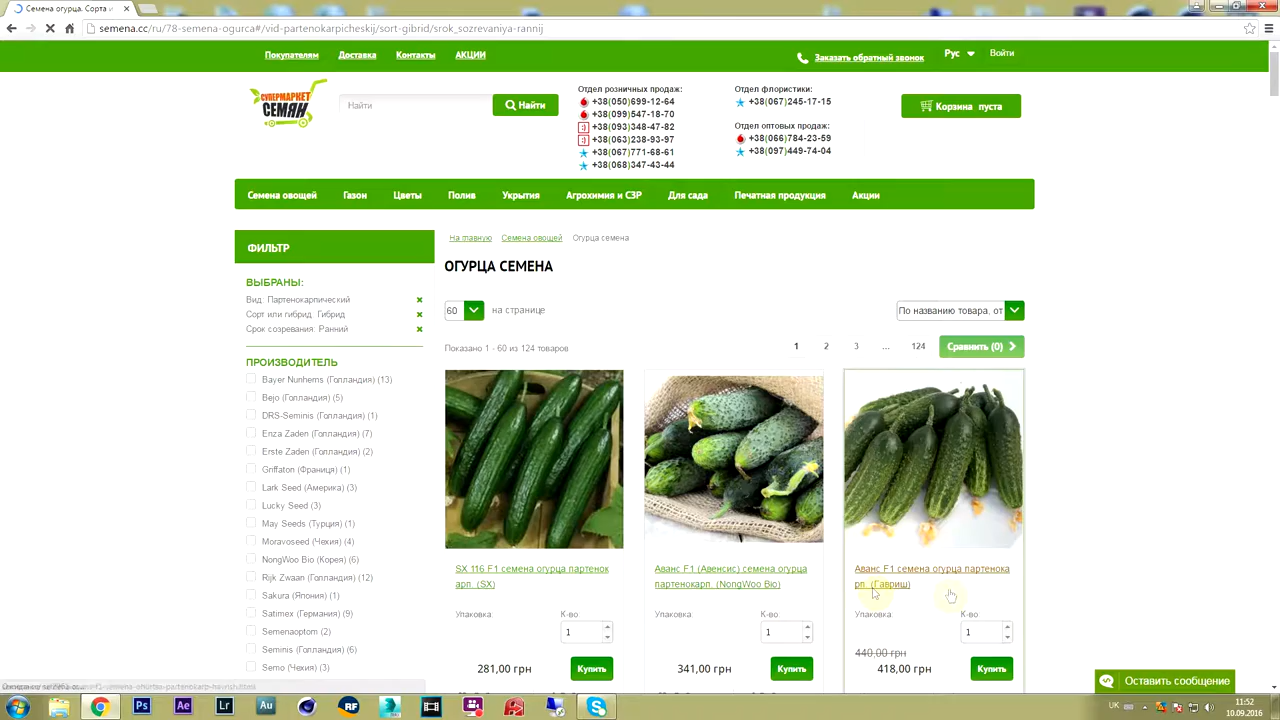 Семена огурца. Сорта и
semena.cc/ru/78-semena-ogurca#/vid-partenokarpicheskij/sort-gibrid/srok_sozrevaniya-rannij
Покупателям Доставка Контакты АКЦИИ
Заказать обратный звонок Рус Войти
СУПЕРМАРКЕТ
СЕМЯН
Найти
Найти
Отдел розничных продаж:
+38(050)699-12-64
+38(099)547-18-70
+38(093)348-47-82
+38(063)238-93-97
+38(067)771-68-61
+38(068)347-43-44
Отдел флористики:
+38(067)245-17-15
Отдел оптовых продаж:
+38(066)784-23-59
+38(097)449-74-04
Корзина пуста
Семена овощей Газон Цветы Полив Укрытия Агрохимия и СЗР Для сада Печатная продукция Акции
ФИЛЬТР
ВЫБРАНЫ:
Вид: Партенокарпический
Сорт или гибрид: Гибрид
Срок созревания: Ранний
ПРОИЗВОДИТЕЛЬ
Bayer Nunhems (Голландия) (13)
Bejo (Голландия) (5)
DRS-Seminis (Голландия) (1)
Enza Zaden (Голландия) (7)
Erste Zaden (Голландия) (2)
Griffaton (Франция) (1)
Lark Seed (Америка) (3)
Lucky Seed (3)
May Seeds (Турция) (1)
Moravoseed (Чехия) (4)
NongWoo Bio (Корея) (6)
Rijk Zwaan (Голландия) (12)
Sakura (Япония) (1)
Satimex (Германия) (9)
Semenaoptom (2)
Seminis (Голландия) (6)
Semo (Чехия) (3)
На главную Семена овощей Огурца семена
ОГУРЦА СЕМЕНА
60 на странице
По названию товара, от
Показано 1 - 60 из 124 товаров
1 2 3 ... 124 Сравнить (0)
SX 116 F1 семена огурца партенок
арп. (SX)
Упаковка: К-во
1
281,00 грн Купить
Аванс F1 (Авенсис) семена огурца
партенокарп. (NongWoo Bio)
К-во
1
341,00 грн Купить
Аванс F1 семена огурца партенока
рп. (Гавриш)
Упаковка: К-во
1
440,00 грн
418,00 грн Купить
Оставить сообщение
Ps Ae Lr Au RF
UK 11:52
10.09.2016